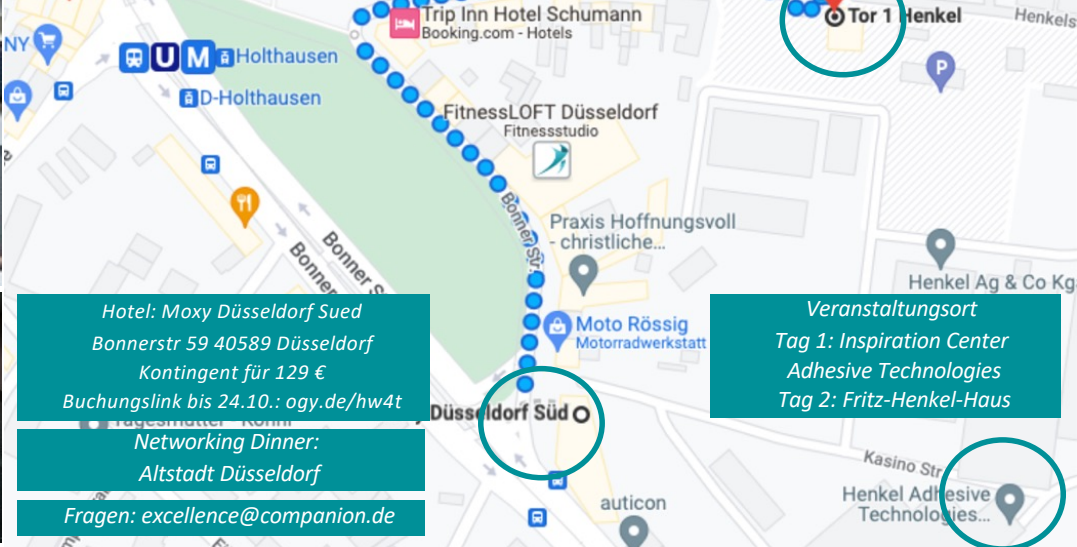 Trip Inn Hotel Schumann
Booking.com - Hotels
Tor 1 Henkel
Henkels
NY
U M Holthausen
D-Holthausen
P
FitnessLOFT Düsseldorf
Fitnessstudio
Bonner Str.
Bonner S
Bonner
Praxis Hoffnungsvoll
- christliche...
Henkel Ag & Co Kg
Moto Rössig
Motorradwerkstatt
Hotel: Moxy Düsseldorf Sued
Bonnerstr 59 40589 Düsseldorf
Kontingent für 129 €
Buchungslink bis 24.10.: ogy.de/hw4t
Veranstaltungsort
Tag 1: Inspiration Center
Adhesive Technologies
Tag 2: Fritz-Henkel-Haus
Düsseldorf Süd
Networking Dinner:
Altstadt Düsseldorf
Fragen: excellence@companion.de
Kasino Str.
Henkel Adhesive
Technologies...
auticon